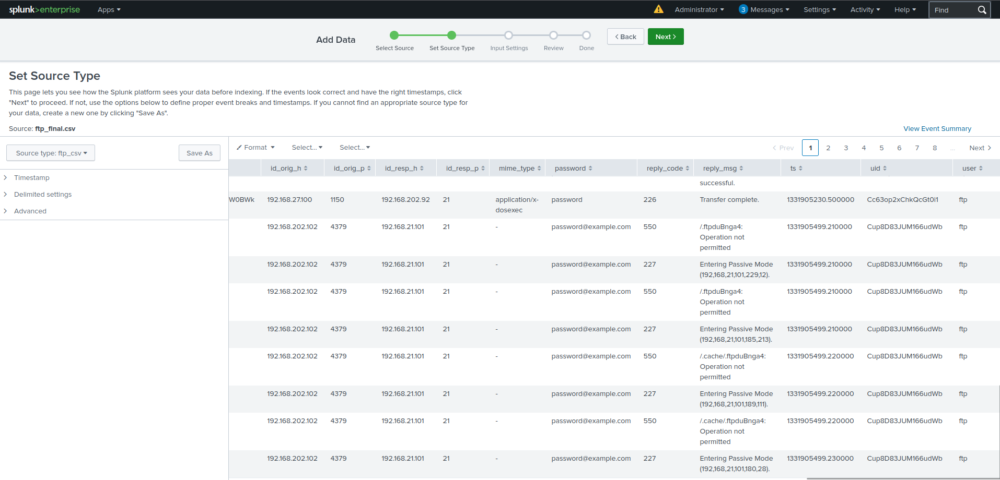 splunk>enterprise Apps Administrator 3 Messages Settings Activity Help Find
Add Data Select Source Set Source Type Input Settings Review Done Back Next
Set Source Type
This page lets you see how the Splunk platform sees your data before indexing. If the events look correct and have the right timestamps, click
"Next" to proceed. If not, use the options below to define proper event breaks and timestamps. If you cannot find an appropriate source type for
your data, create a new one by clicking "Save As".
Source: ftp_final.csv View Event Summary
Source type: ftp_csv Save As
Timestamp
Delimited settings
Advanced
Format Select... Select... Prev 1 2 3 4 5 6 7 8 ... Next
id_orig_h id_orig_p id_resp_h id_resp_p mime_type password reply_code reply_msg ts uid user
successful.
W0BWk 192.168.27.100 1150 192.168.202.92 21 application/x- password 226 Transfer complete. 1331905230.500000 Cc63op2xChkQcGt0i1 ftp
dosexec
192.168.202.102 4379 192.168.21.101 21 - password@example.com 550 /.ftpduBnga4: 1331905499.210000 Cup8D83JUM166udWb ftp
Operation not
permitted
192.168.202.102 4379 192.168.21.101 21 - password@example.com 227 Entering Passive Mode 1331905499.210000 Cup8D83JUM166udWb ftp
(192,168,21,101,229,12).
192.168.202.102 4379 192.168.21.101 21 - password@example.com 550 /.ftpduBnga4: 1331905499.210000 Cup8D83JUM166udWb ftp
Operation not
permitted
192.168.202.102 4379 192.168.21.101 21 - password@example.com 227 Entering Passive Mode 1331905499.210000 Cup8D83JUM166udWb ftp
(192,168,21,101,185,213).
192.168.202.102 4379 192.168.21.101 21 - password@example.com 550 /.cache/.ftpduBnga4: 1331905499.220000 Cup8D83JUM166udWb ftp
Operation not
permitted
192.168.202.102 4379 192.168.21.101 21 - password@example.com 227 Entering Passive Mode 1331905499.220000 Cup8D83JUM166udWb ftp
(192,168,21,101,189,111).
192.168.202.102 4379 192.168.21.101 21 - password@example.com 550 /.cache/.ftpduBnga4: 1331905499.220000 Cup8D83JUM166udWb ftp
Operation not
permitted
192.168.202.102 4379 192.168.21.101 21 - password@example.com 227 Entering Passive Mode 1331905499.230000 Cup8D83JUM166udWb ftp
(192,168,21,101,180,28).